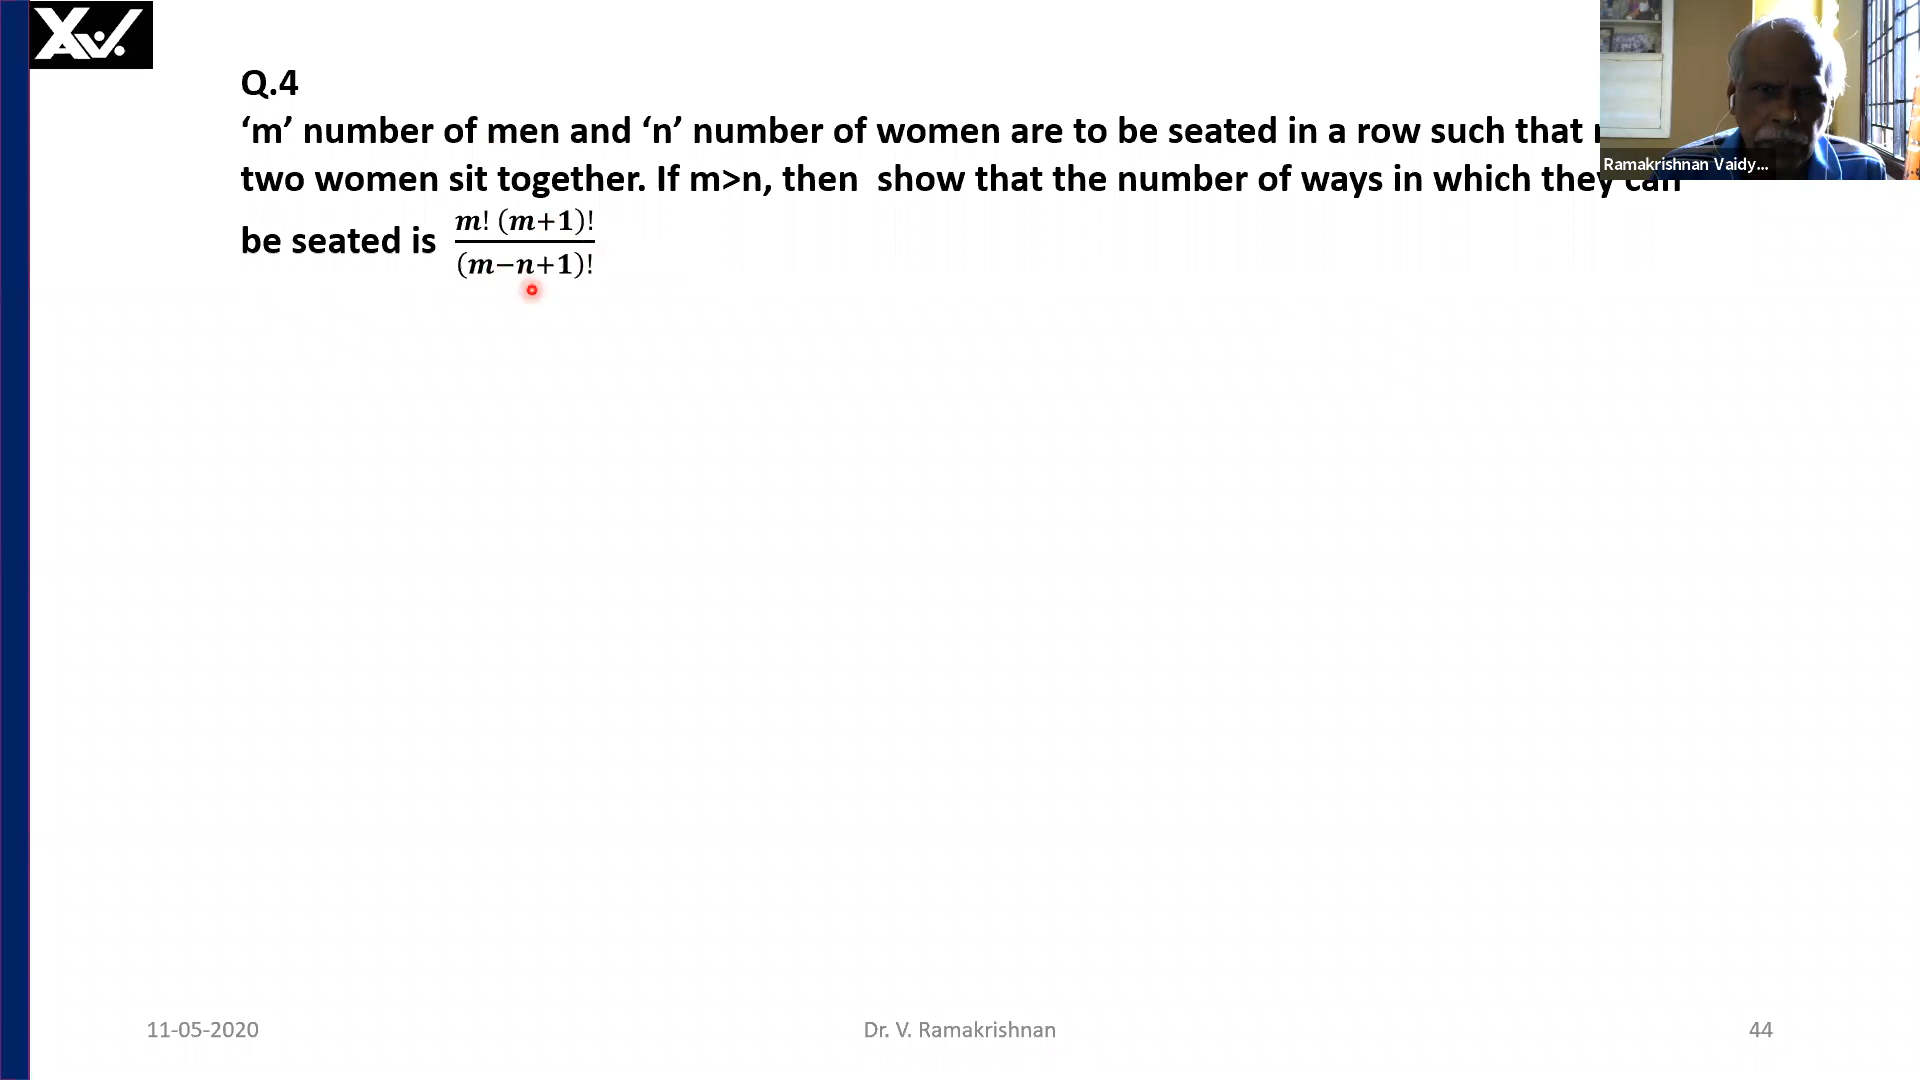 XV.
Q.4
‘m’ number of men and ‘n’ number of women are to be seated in a row such that
two women sit together. If m>n, then show that the number of ways in which they can
be seated is m! (m+1)! / (m−n+1)!
Ramakrishnan Vaidy...
11-05-2020
Dr. V. Ramakrishnan
44